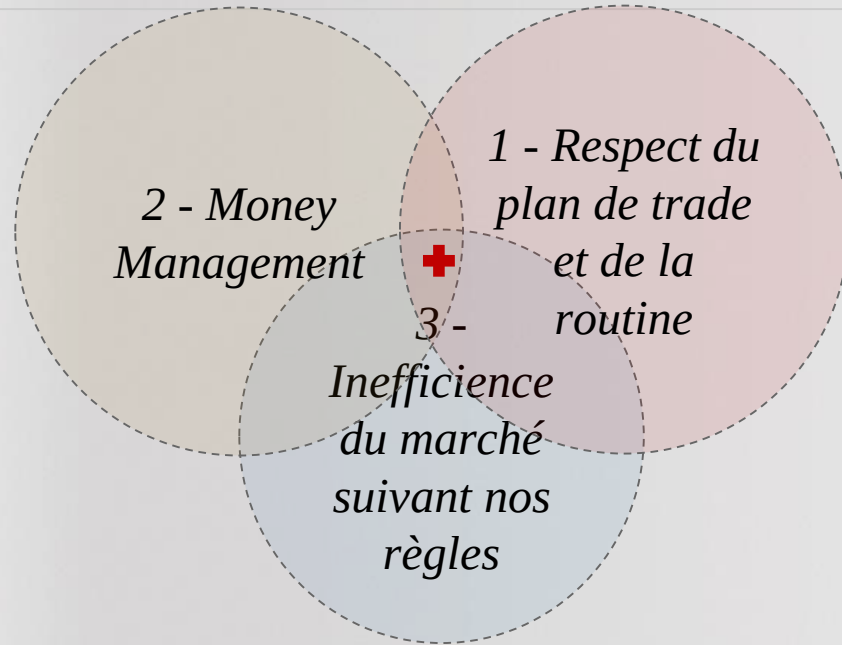 1 - Respect du
plan de trade
et de la
routine
2 - Money
Management
3 -
Inefficience
du marché
suivant nos
règles